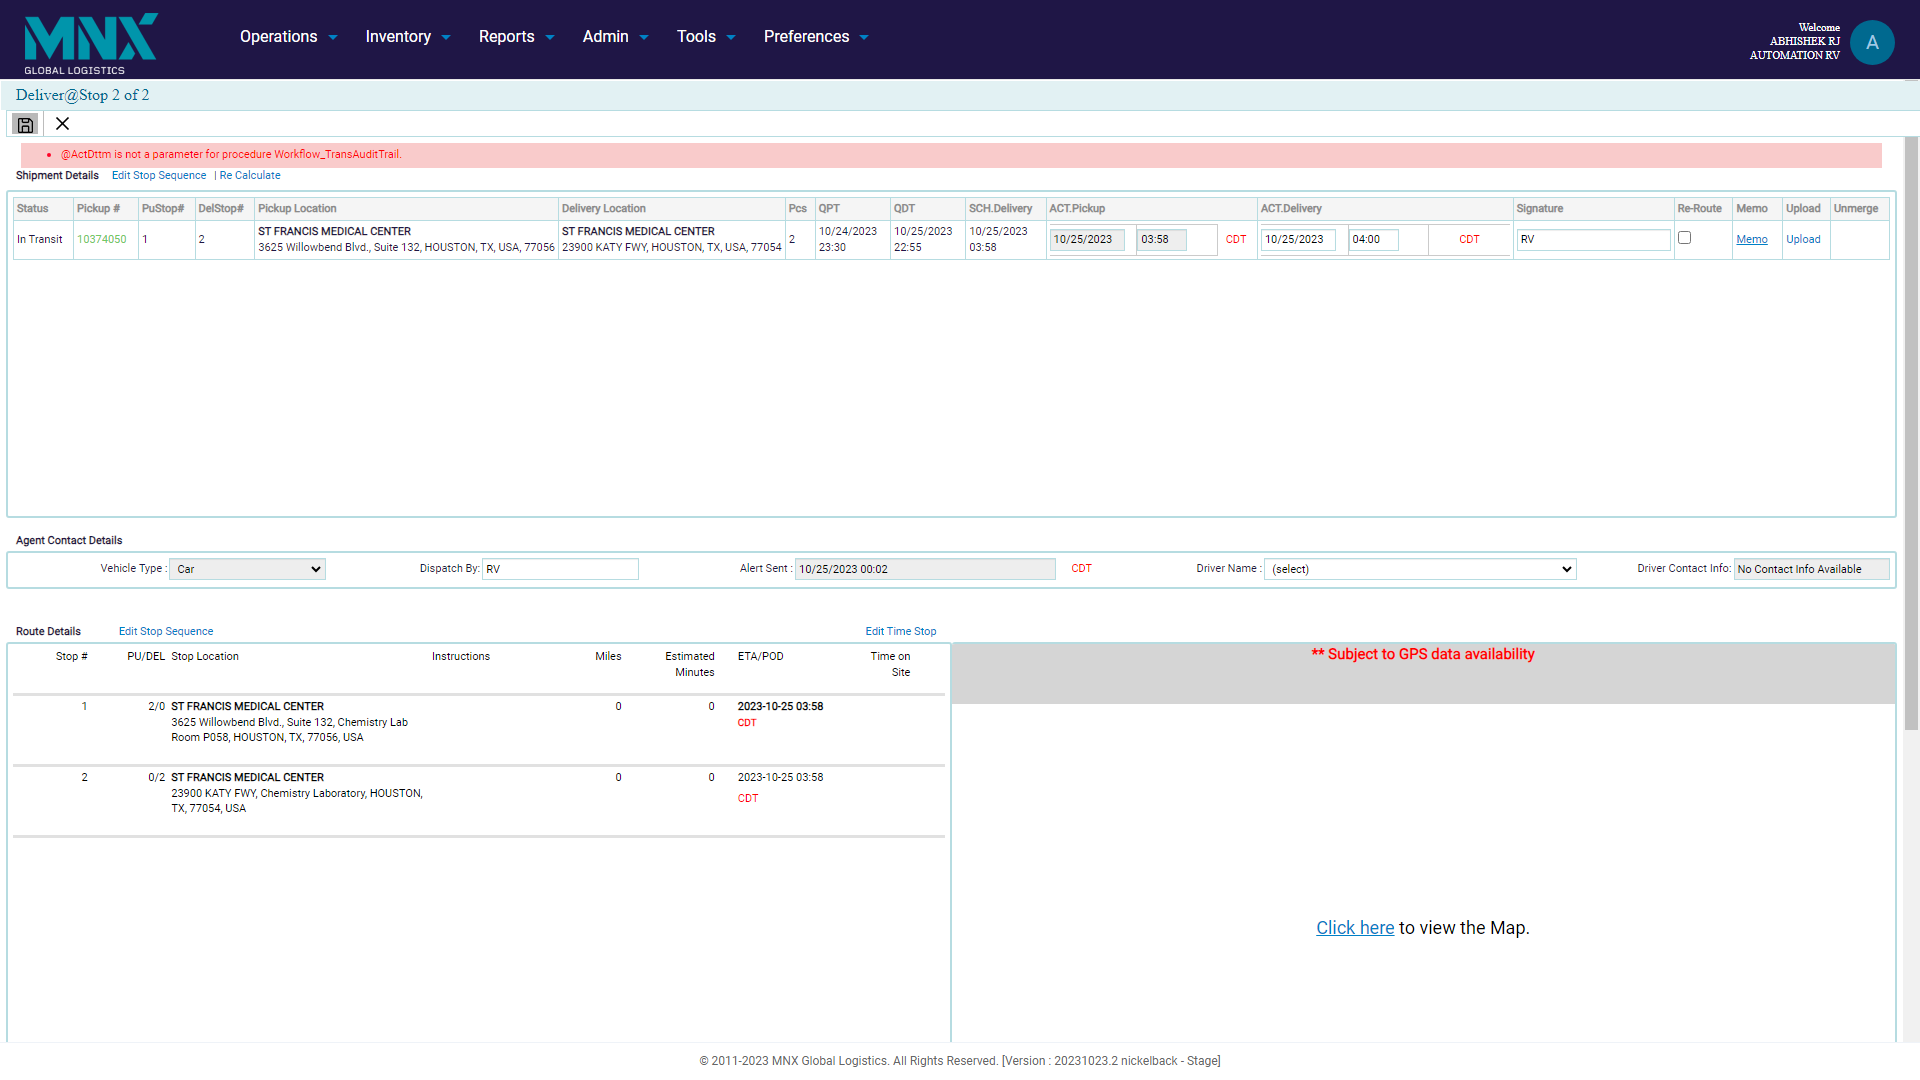 MNX
GLOBAL LOGISTICS
Operations Inventory Reports Admin Tools Preferences
Welcome
ABHISHEK RJ
AUTOMATION RV
A
Deliver@Stop 2 of 2
@ActDttm is not a parameter for procedure Workflow_TransAuditTrail.
Shipment Details Edit Stop Sequence | Re Calculate
Status Pickup # PuStop# DelStop# Pickup Location Delivery Location Pcs QPT QDT SCH.Delivery ACT.Pickup ACT.Delivery Signature Re-Route Memo Upload Unmerge
In Transit 10374050 1 2 ST FRANCIS MEDICAL CENTER
3625 Willowbend Blvd., Suite 132, HOUSTON, TX, USA, 77056
ST FRANCIS MEDICAL CENTER
23900 KATY FWY, HOUSTON, TX, USA, 77054
2 10/24/2023
23:30
10/25/2023
22:55
10/25/2023
03:58
10/25/2023 03:58 CDT 10/25/2023 04:00 CDT RV Memo Upload
Agent Contact Details
Vehicle Type : Car Dispatch By: RV Alert Sent : 10/25/2023 00:02 CDT Driver Name : (select) Driver Contact Info: No Contact Info Available
Route Details Edit Stop Sequence Edit Time Stop
Stop # PU/DEL Stop Location Instructions Miles Estimated
Minutes
ETA/POD Time on
Site
1 2/0 ST FRANCIS MEDICAL CENTER 0 0 2023-10-25 03:58
3625 Willowbend Blvd., Suite 132, Chemistry Lab CDT
Room P058, HOUSTON, TX, 77056, USA
2 0/2 ST FRANCIS MEDICAL CENTER 0 0 2023-10-25 03:58
23900 KATY FWY, Chemistry Laboratory, HOUSTON, CDT
TX, 77054, USA
** Subject to GPS data availability
Click here to view the Map.
© 2011-2023 MNX Global Logistics. All Rights Reserved. [Version : 20231023.2 nickelback - Stage]